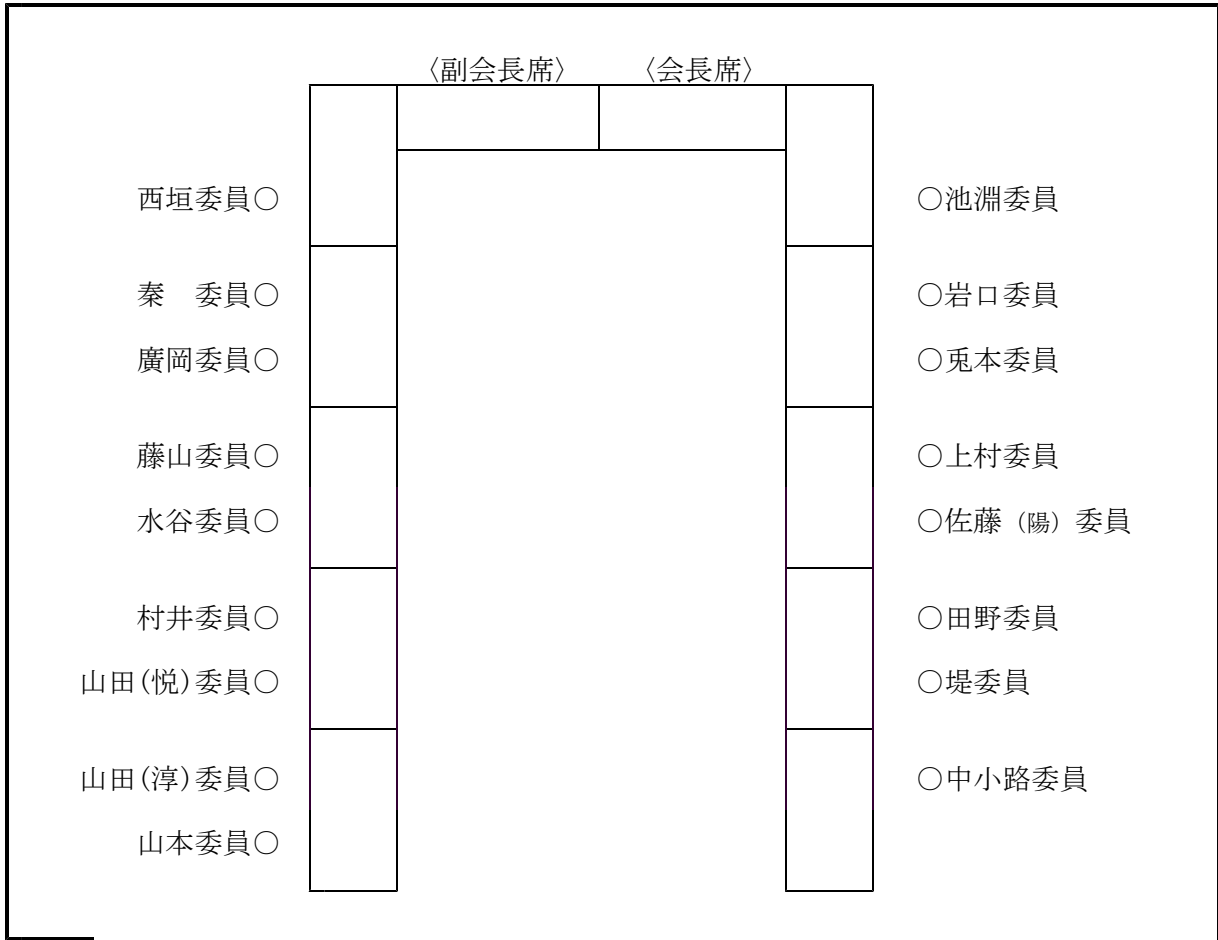 〈副会長席〉 〈会長席〉
西垣委員○ ○池淵委員
秦　委員○ ○岩口委員
廣岡委員○ ○兎本委員
藤山委員○ ○上村委員
水谷委員○ ○佐藤（陽）委員
村井委員○ ○田野委員
山田(悦)委員○ ○堤委員
山田(淳)委員○ ○中小路委員
山本委員○